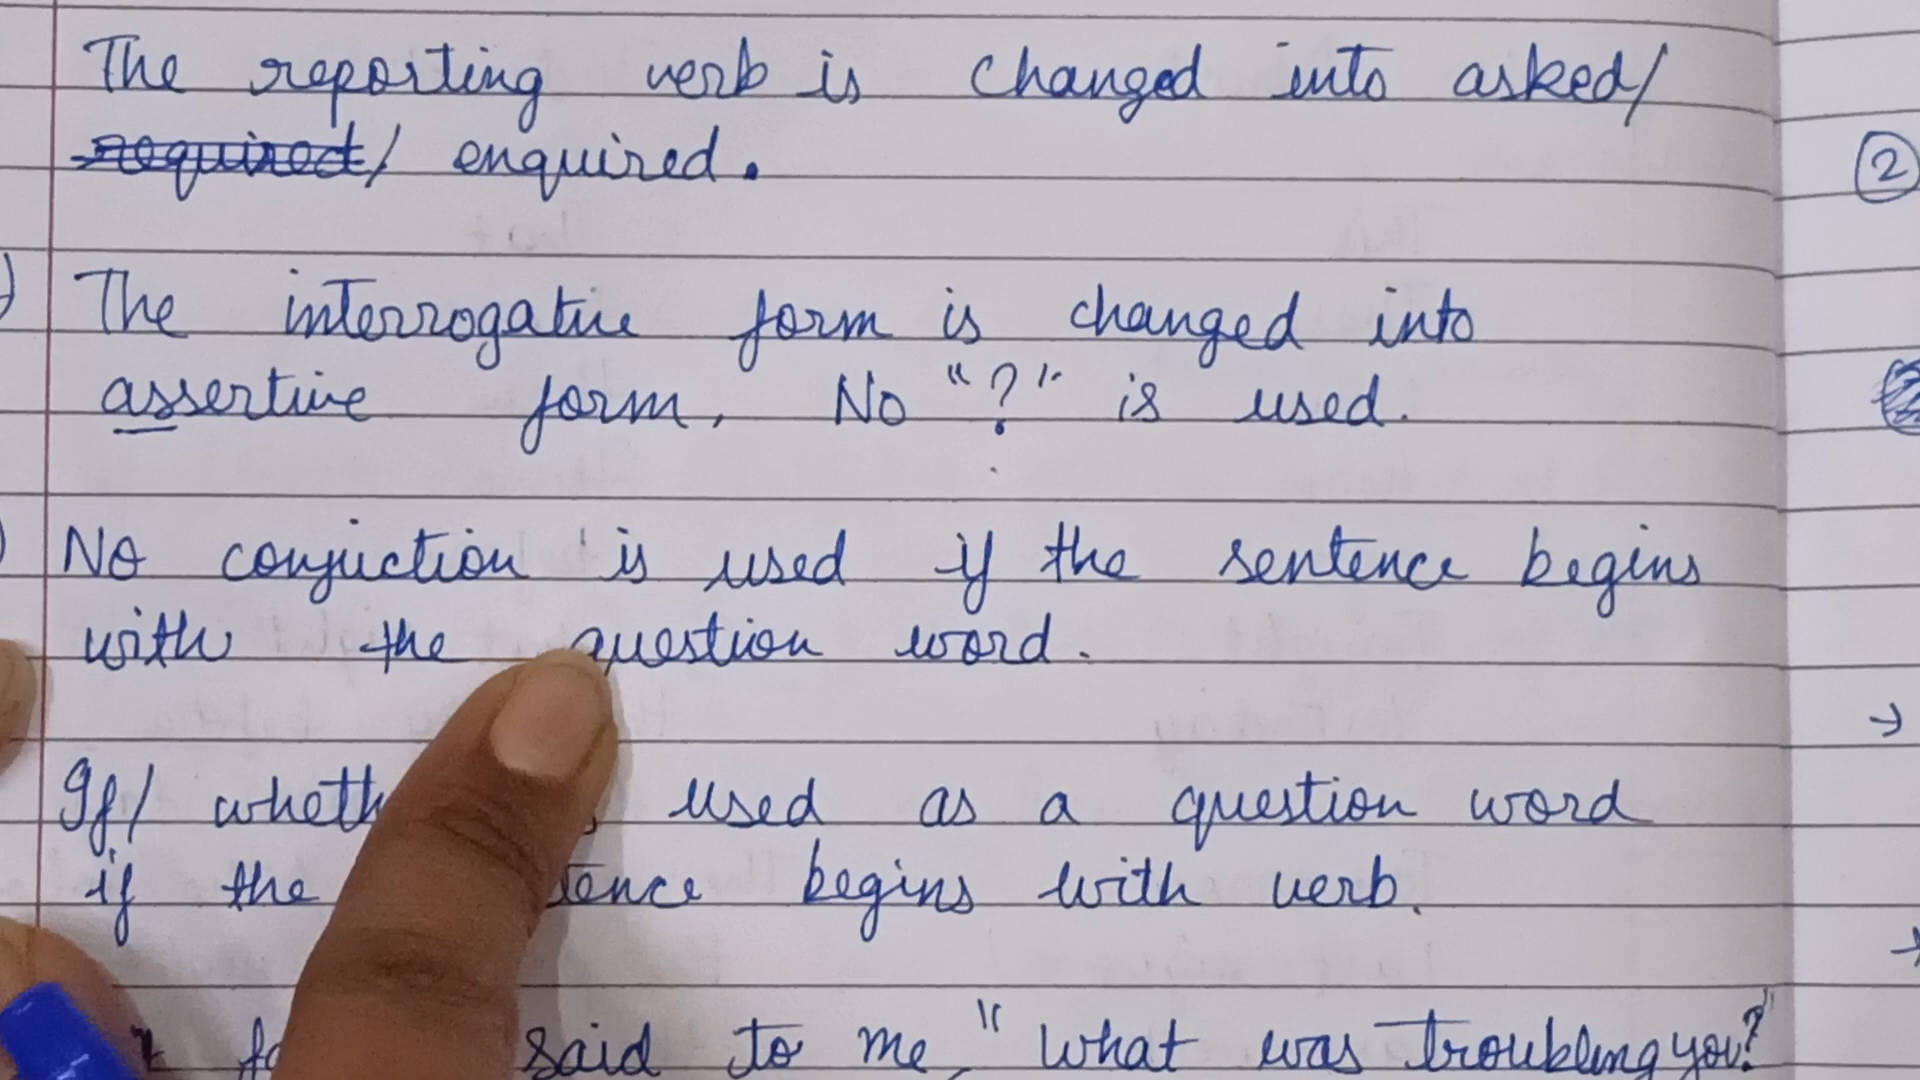 The reporting verb is changed into asked/
required/ enquired.
2
The interrogative form is changed into
assertive form, No "?" is used.
No conjuction is used if the sentence begins
with the question word.
If/ used as a question word
if the begins with verb.
said to me, "What was troubling you?"